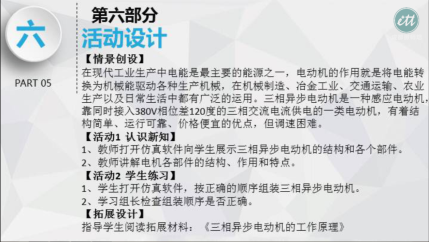 六
PART 05
第六部分
活动设计
cti
【情景创设】
在现代工业生产中电能是最主要的能源之一，电动机的作用就是将电能转
换为机械能驱动各种生产机械，在机械制造、冶金工业、交通运输、农业
生产以及日常生活中都有广泛的运用。三相异步电动机是一种感应电动机，
靠同时接入380V相位差120度的三相交流电流供电的一类电动机，有着结
构简单、运行可靠、价格便宜的优点，但调速困难。
【活动1 认识新知】
1、教师打开仿真软件向学生展示三相异步电动机的结构和各个部件。
2、教师讲解电机各部件的结构、作用和特点。
【活动2 学生练习】
1、学生打开仿真软件，按正确的顺序组装三相异步电动机。
2、学习组长检查组装顺序是否正确。
【拓展设计】
指导学生阅读拓展材料：《三相异步电动机的工作原理》